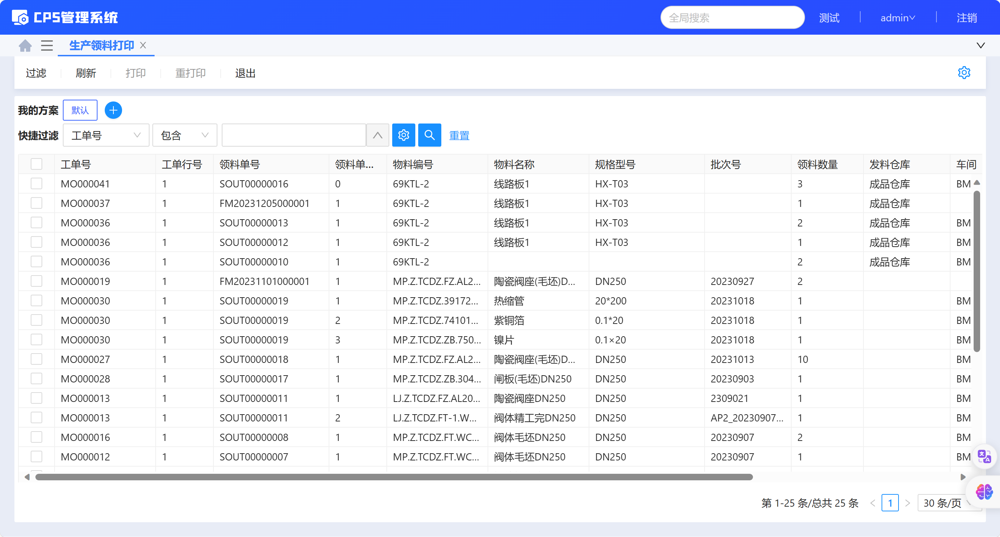 CPS管理系统 全局搜索 测试 admin 注销
生产领料打印
过滤 刷新 打印 重打印 退出
我的方案 默认
快捷过滤 工单号 包含 重置
工单号 工单行号 领料单号 领料单... 物料编号 物料名称 规格型号 批次号 领料数量 发料仓库 车间
MO000041 1 SOUT00000016 0 69KTL-2 线路板1 HX-T03 3 成品仓库 BM
MO000037 1 FM20231205000001 1 69KTL-2 线路板1 HX-T03 1 成品仓库
MO000036 1 SOUT00000013 1 69KTL-2 线路板1 HX-T03 2 成品仓库 BM
MO000036 1 SOUT00000012 1 69KTL-2 线路板1 HX-T03 1 成品仓库 BM
MO000036 1 SOUT00000010 1 69KTL-2 2 成品仓库 BM
MO000019 1 FM20231101000001 1 MP.Z.TCDZ.FZ.AL2... 陶瓷阀座(毛坯)D... DN250 20230927 2
MO000030 1 SOUT00000019 1 MP.Z.TCDZ.39172... 热缩管 20*200 20231018 1 BM
MO000030 1 SOUT00000019 2 MP.Z.TCDZ.74101... 紫铜箔 0.1*20 20231018 1 BM
MO000030 1 SOUT00000019 3 MP.Z.TCDZ.ZB.750... 镍片 0.1×20 20231018 1 BM
MO000027 1 SOUT00000018 1 MP.Z.TCDZ.FZ.AL2... 陶瓷阀座(毛坯)D... DN250 20231013 10 BM
MO000028 1 SOUT00000017 1 MP.Z.TCDZ.ZB.304... 闸板(毛坯)DN250 DN250 20230903 1 BM
MO000013 1 SOUT00000011 1 LJ.Z.TCDZ.FZ.AL20... 陶瓷阀座DN250 DN250 2309021 1 BM
MO000013 1 SOUT00000011 2 LJ.Z.TCDZ.FT-1.W... 阀体精工完DN250 DN250 AP2_20230907... 1 BM
MO000016 1 SOUT00000008 1 MP.Z.TCDZ.FT.WC... 阀体毛坯DN250 DN250 20230907 2 BM
MO000012 1 SOUT00000007 1 MP.Z.TCDZ.FT.WC... 阀体毛坯DN250 DN250 20230907 1 BM
第 1-25 条/总共 25 条 1 30 条/页